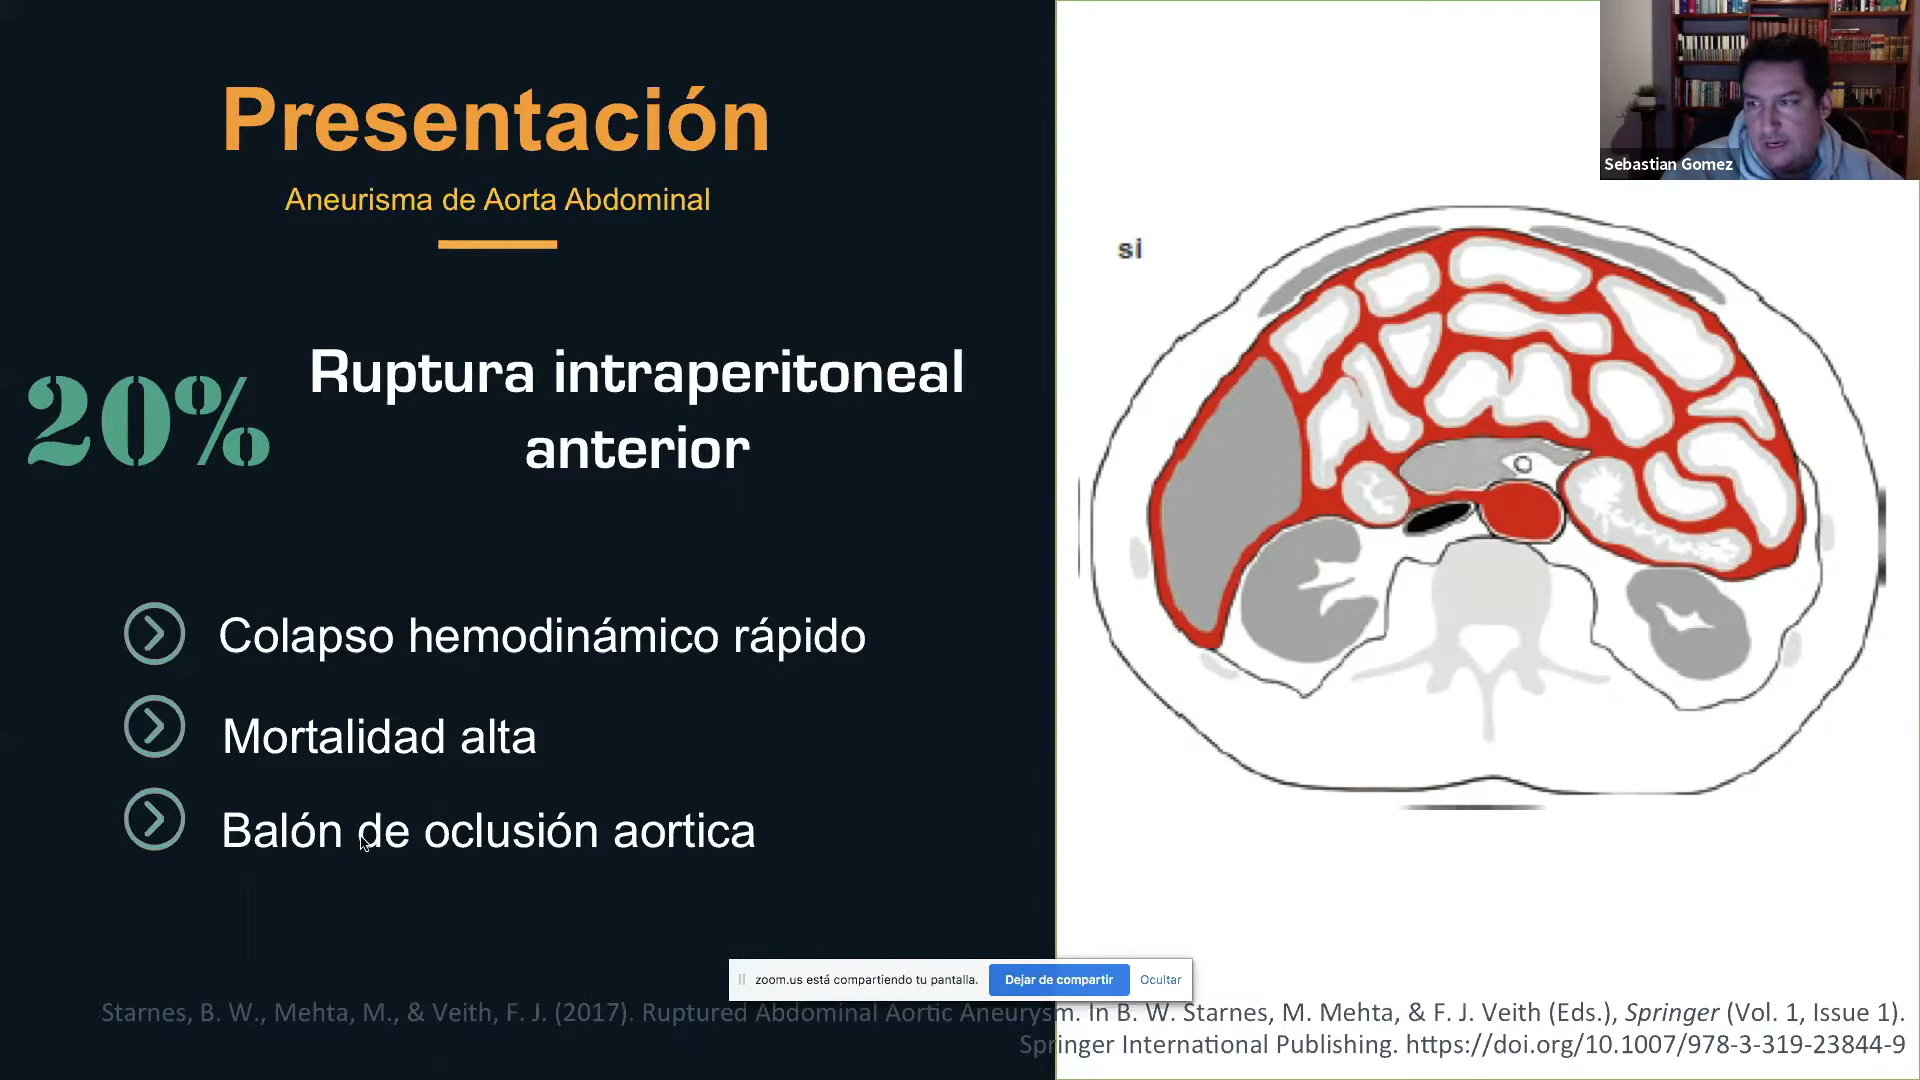 Presentación
Aneurisma de Aorta Abdominal
20%
Ruptura intraperitoneal
anterior
Colapso hemodinámico rápido
Mortalidad alta
Balón de oclusión aortica
si
Sebastian Gomez
zoom.us está compartiendo tu pantalla. Dejar de compartir Ocultar
Starnes, B. W., Mehta, M., & Veith, F. J. (2017). Ruptured Abdominal Aortic Aneurysm. In B. W. Starnes, M. Mehta, & F. J. Veith (Eds.), Springer (Vol. 1, Issue 1).
Springer International Publishing. https://doi.org/10.1007/978-3-319-23844-9